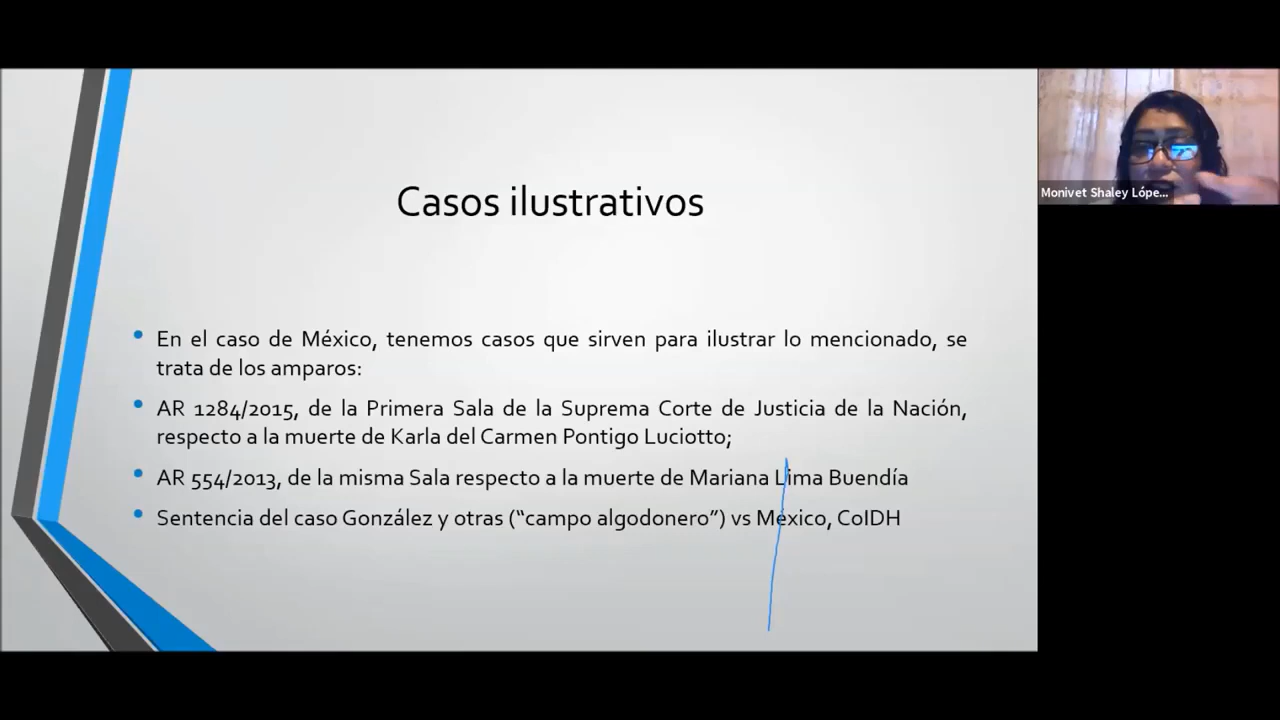 Casos ilustrativos
• En el caso de México, tenemos casos que sirven para ilustrar lo mencionado, se
trata de los amparos:
• AR 1284/2015, de la Primera Sala de la Suprema Corte de Justicia de la Nación,
respecto a la muerte de Karla del Carmen Pontigo Luciotto;
• AR 554/2013, de la misma Sala respecto a la muerte de Mariana Lima Buendía
• Sentencia del caso González y otras (“campo algodonero”) vs México, CoIDH
Monivet Shaley Lópe...